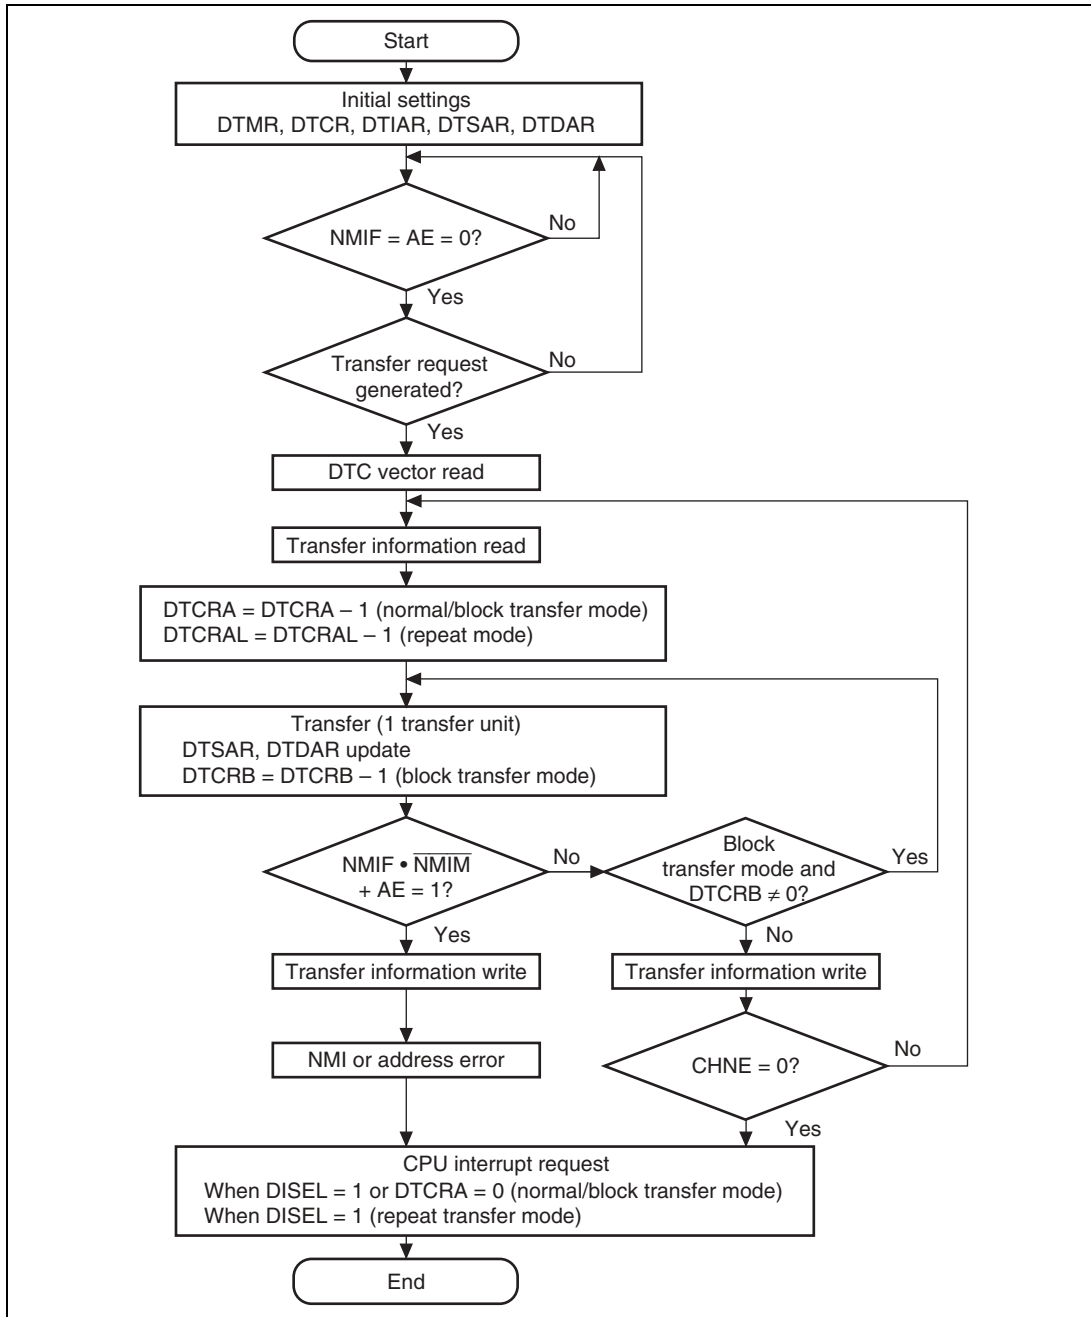 Start
Initial settings
DTMR, DTCR, DTIAR, DTSAR, DTDAR
NMIF = AE = 0?
No
Yes
Transfer request
generated?
No
Yes
DTC vector read
Transfer information read
DTCRA = DTCRA – 1 (normal/block transfer mode)
DTCRAL = DTCRAL – 1 (repeat mode)
Transfer (1 transfer unit)
DTSAR, DTDAR update
DTCRB = DTCRB – 1 (block transfer mode)
NMIF • N̅M̅I̅M̅
+ AE = 1?
No
Yes
Block
transfer mode and
DTCRB ≠ 0?
Yes
No
Transfer information write
Transfer information write
NMI or address error
CHNE = 0?
No
Yes
CPU interrupt request
When DISEL = 1 or DTCRA = 0 (normal/block transfer mode)
When DISEL = 1 (repeat transfer mode)
End